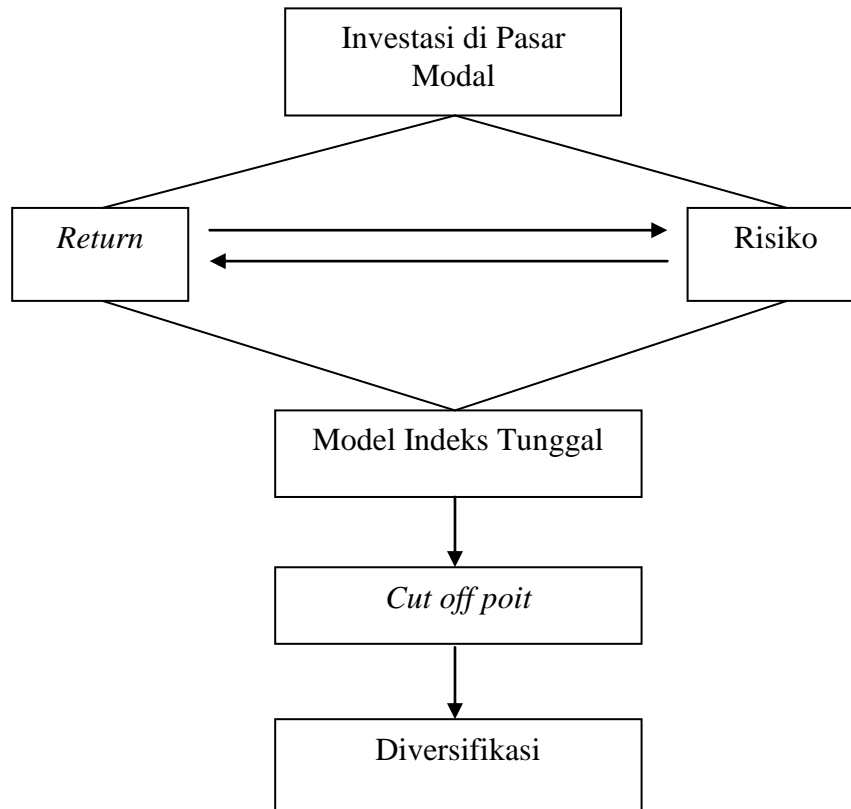 Investasi di Pasar
Modal
Return
Risiko
Model Indeks Tunggal
Cut off poit
Diversifikasi